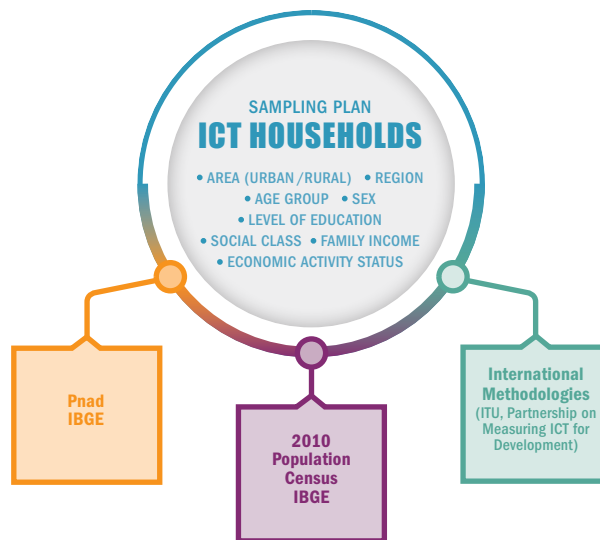 SAMPLING PLAN
ICT HOUSEHOLDS
• AREA (URBAN/RURAL) • REGION
• AGE GROUP • SEX
• LEVEL OF EDUCATION
• SOCIAL CLASS • FAMILY INCOME
• ECONOMIC ACTIVITY STATUS
Pnad
IBGE
2010
Population
Census
IBGE
International
Methodologies
(ITU, Partnership on
Measuring ICT for
Development)